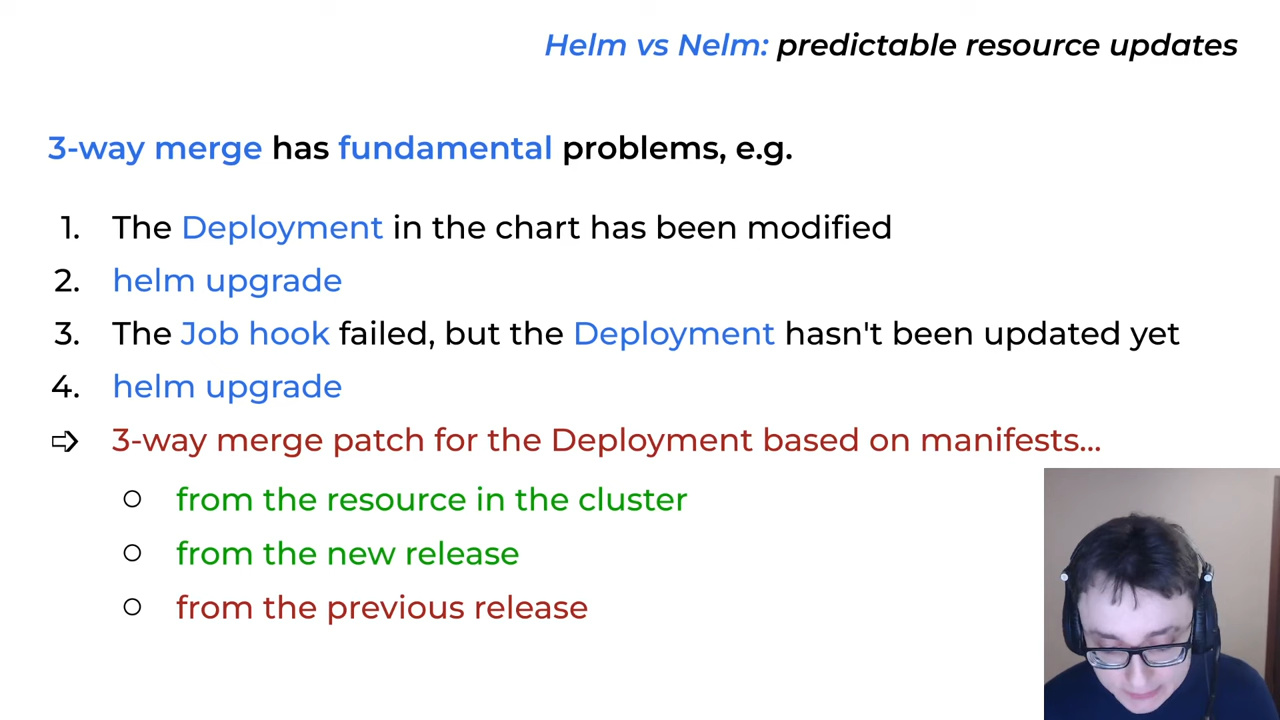 Helm vs Nelm: predictable resource updates
3-way merge has fundamental problems, e.g.
1. The Deployment in the chart has been modified
2. helm upgrade
3. The Job hook failed, but the Deployment hasn't been updated yet
4. helm upgrade
➩ 3-way merge patch for the Deployment based on manifests...
○ from the resource in the cluster
○ from the new release
○ from the previous release